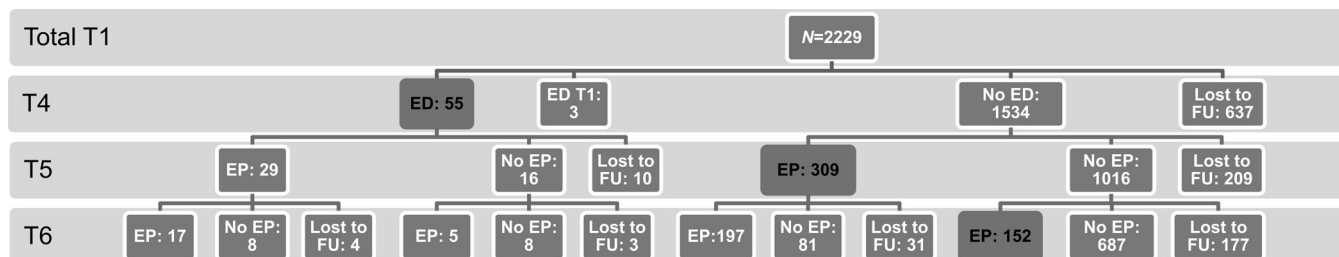 Total T1
N=2229
T4
ED: 55
ED T1:
3
No ED:
1534
Lost to
FU: 637
T5
EP: 29
No EP:
16
Lost to
FU: 10
EP: 309
No EP:
1016
Lost to
FU: 209
T6
EP: 17
No EP:
8
Lost to
FU: 4
EP: 5
No EP:
8
Lost to
FU: 3
EP:197
No EP:
81
Lost to
FU: 31
EP: 152
No EP:
687
Lost to
FU: 177